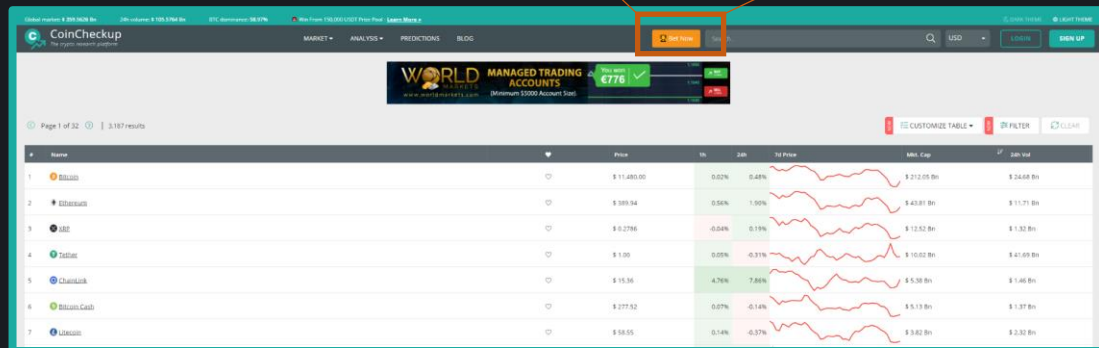 Global market: $ 359.5628 Bn 24h volume: $ 105.5764 Bn BTC dominance: 58.97% Win From 150,000 USDT Prize Pool - Learn More »
DARK THEME LIGHT THEME
CoinCheckup
The crypto research platform
MARKET ANALYSIS PREDICTIONS BLOG
Bet Now
Search
USD
LOGIN
SIGN UP
WORLD
MARKETS
www.worldmarkets.com
MANAGED TRADING
ACCOUNTS
(Minimum $5000 Account Size).
You won
€776
Page 1 of 32 | 3,187 results
NEW CUSTOMIZE TABLE NEW FILTER CLEAR
# Name Price 1h 24h 7d Price Mkt. Cap 24h Vol
1 Bitcoin $ 11,480.00 0.02% 0.48% $ 212.05 Bn $ 24.68 Bn
2 Ethereum $ 389.94 0.56% 1.90% $ 43.81 Bn $ 11.71 Bn
3 XRP $ 0.2786 -0.04% 0.19% $ 12.52 Bn $ 1.32 Bn
4 Tether $ 1.00 0.05% -0.31% $ 10.02 Bn $ 41.69 Bn
5 ChainLink $ 15.36 4.76% 7.86% $ 5.38 Bn $ 1.46 Bn
6 Bitcoin Cash $ 277.52 0.07% -0.14% $ 5.13 Bn $ 1.37 Bn
7 Litecoin $ 58.55 0.14% -0.37% $ 3.82 Bn $ 2.32 Bn